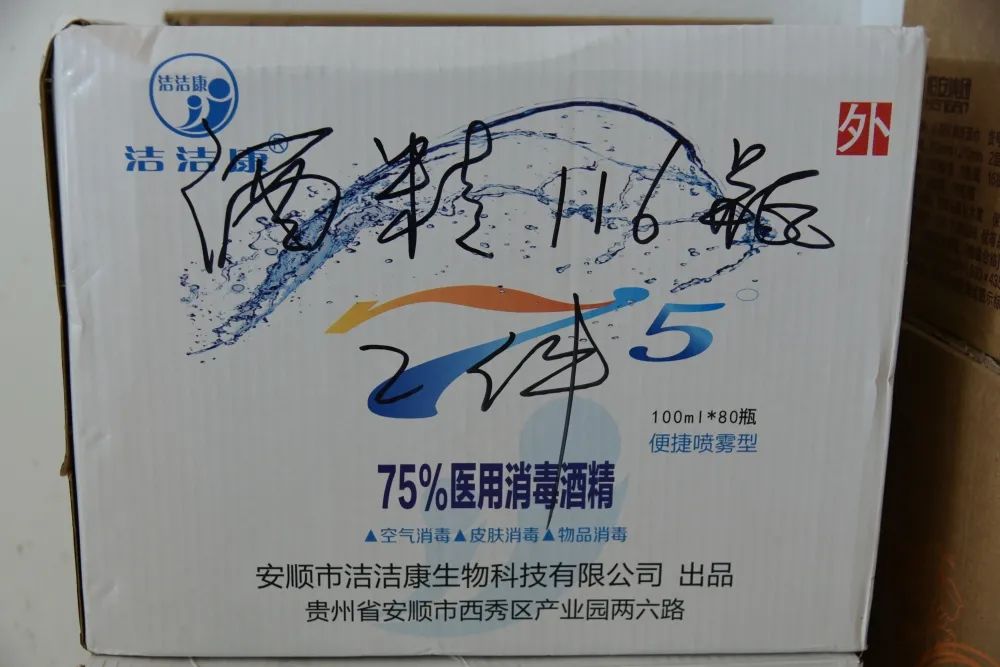 洁洁康
洁洁康®
外
酒精116瓶
75°
2件
100ml*80瓶
便捷喷雾型
75%医用消毒酒精
▲空气消毒▲皮肤消毒▲物品消毒
安顺市洁洁康生物科技有限公司 出品
贵州省安顺市西秀区产业园两六路